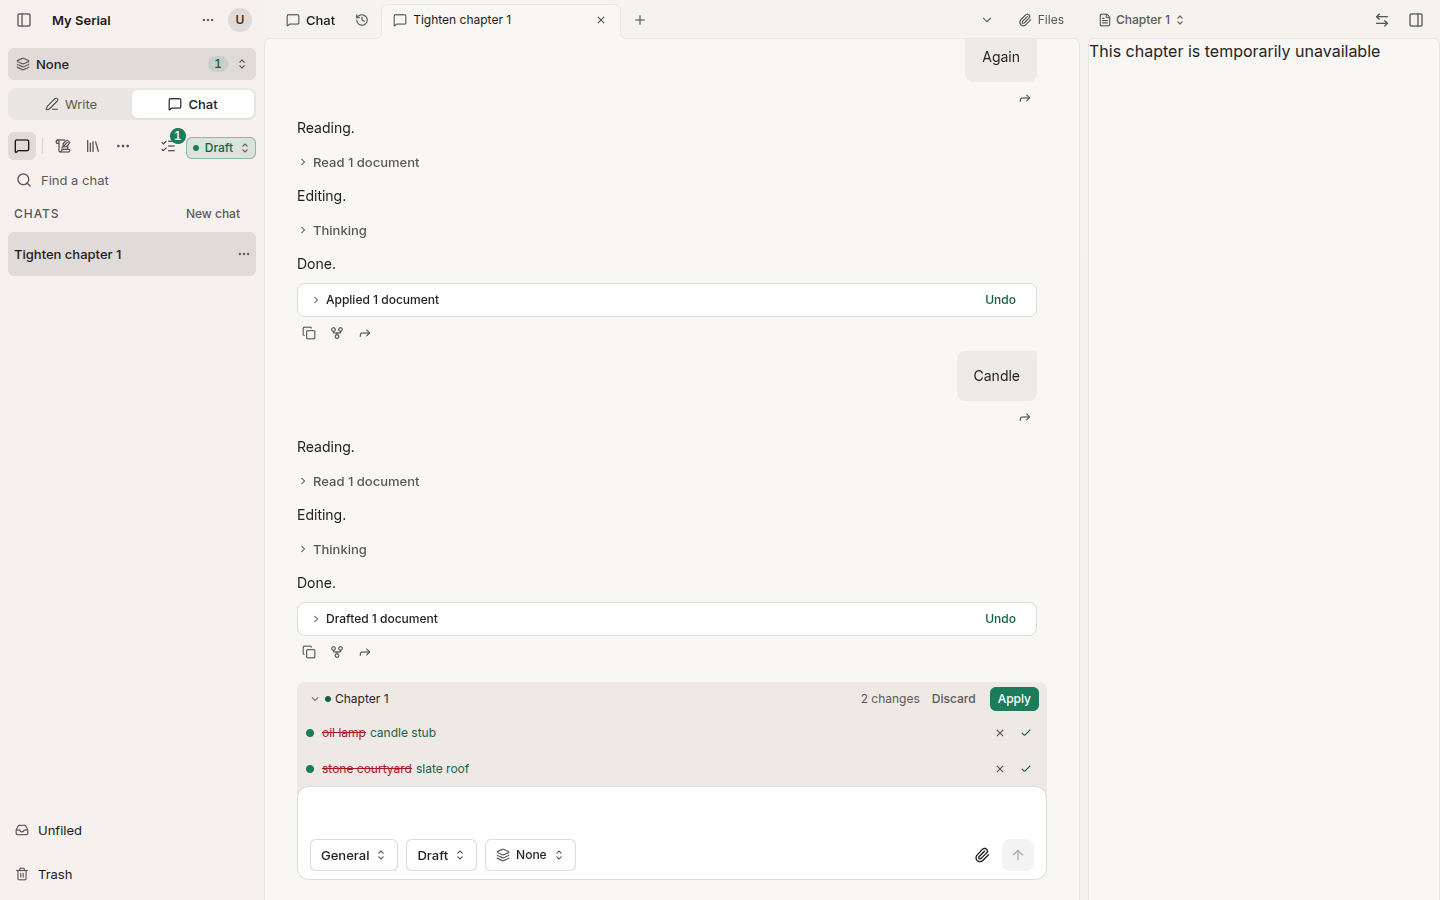 My Serial
U
Chat
Tighten chapter 1
Files
Chapter 1
None
1
Write
Chat
1
Draft
Find a chat
CHATS
New chat
Tighten chapter 1
Unfiled
Trash
Again
Reading.
Read 1 document
Editing.
Thinking
Done.
Applied 1 document
Undo
Candle
Reading.
Read 1 document
Editing.
Thinking
Done.
Drafted 1 document
Undo
Chapter 1
2 changes
Discard
Apply
oil lamp candle stub
stone courtyard slate roof
General
Draft
None
This chapter is temporarily unavailable